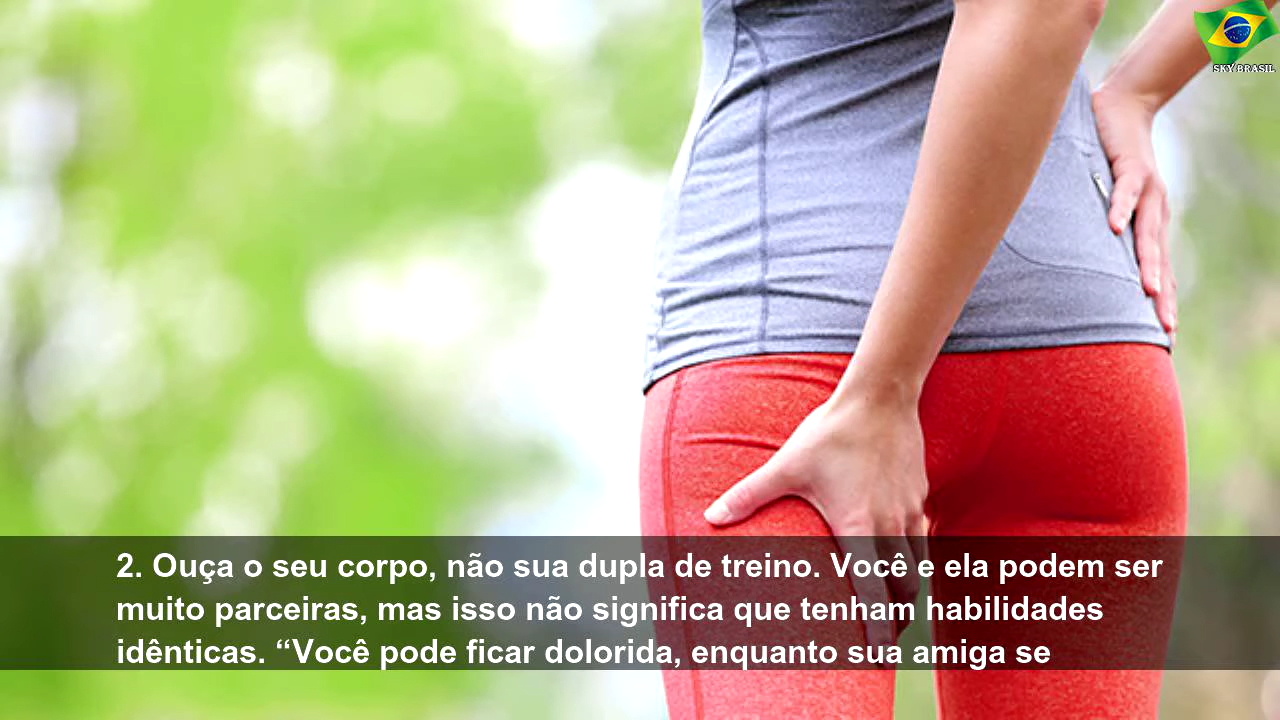 SKY BRASIL
2. Ouça o seu corpo, não sua dupla de treino. Você e ela podem ser
muito parceiras, mas isso não significa que tenham habilidades
idênticas. “Você pode ficar dolorida, enquanto sua amiga se